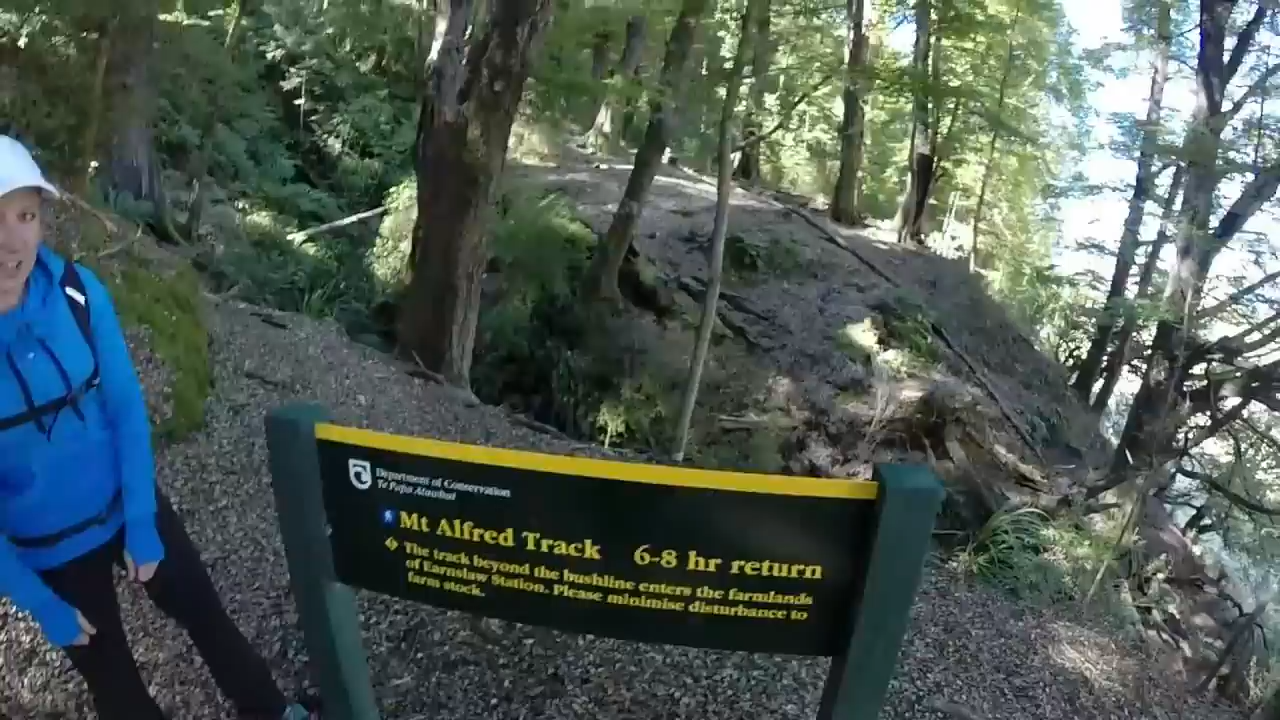 Department of Conservation
Te Papa Atawhai
Mt Alfred Track 6-8 hr return
The track beyond the bushline enters the farmlands
of Earnslaw Station. Please minimise disturbance to
farm stock.